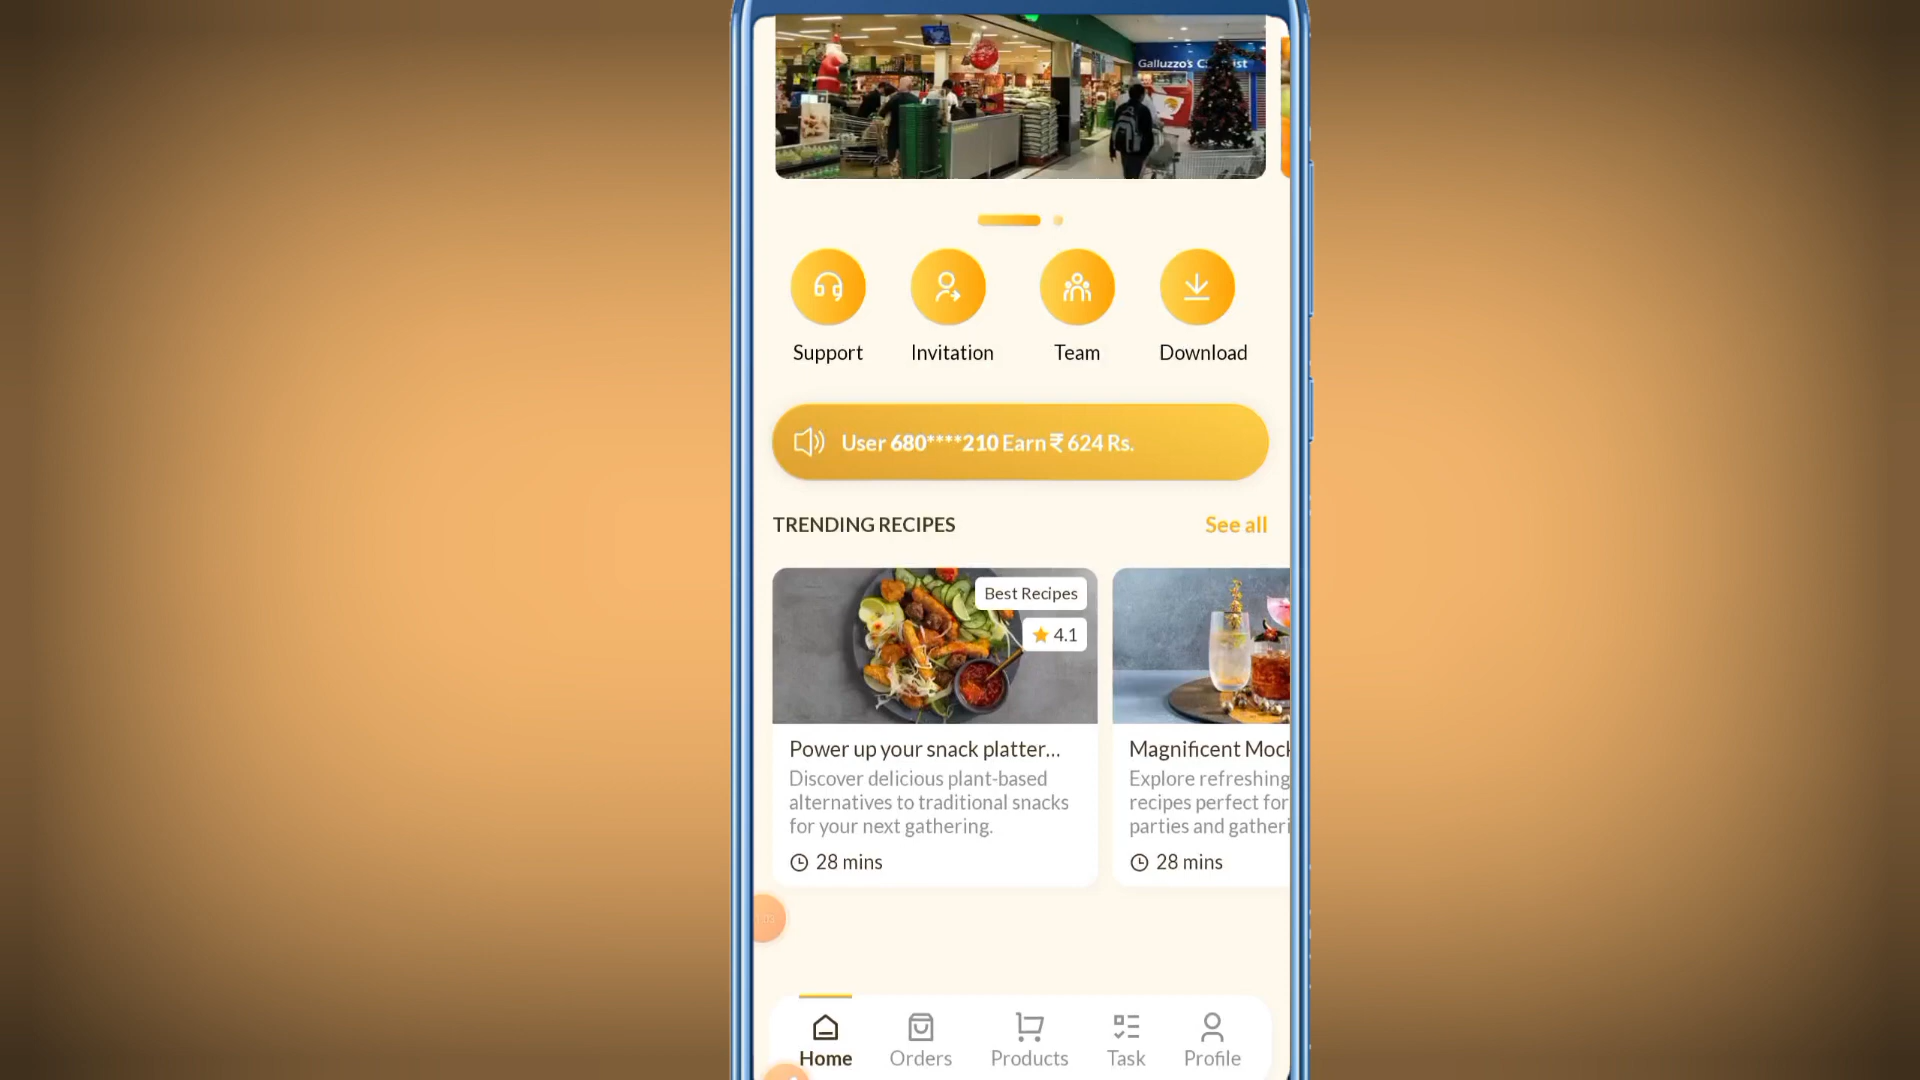 Galluzzo's
Support
Invitation
Team
Download
User 680****210 Earn ₹ 624 Rs.
TRENDING RECIPES
See all
Best Recipes
4.1
Power up your snack platter...
Discover delicious plant-based
alternatives to traditional snacks
for your next gathering.
28 mins
Magnificent Mock
Explore refreshing
recipes perfect for
parties and gatheri
28 mins
Home
Orders
Products
Task
Profile